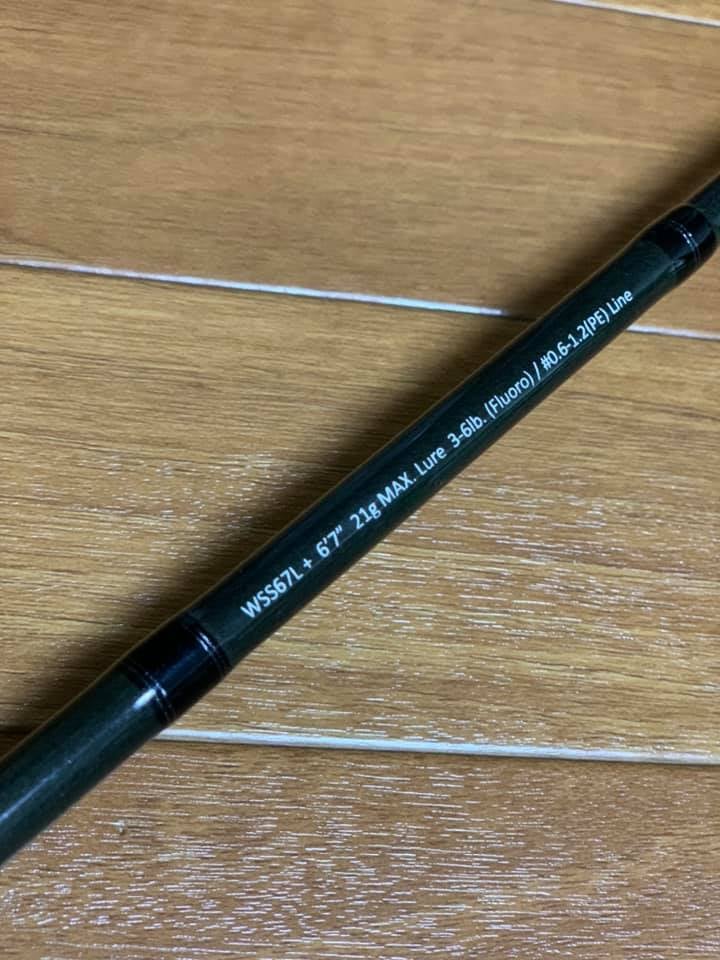 WSS67L+ 6'7" 21g MAX. Lure 3-6lb. (Fluoro) / #0.6-1.2(PE) Line